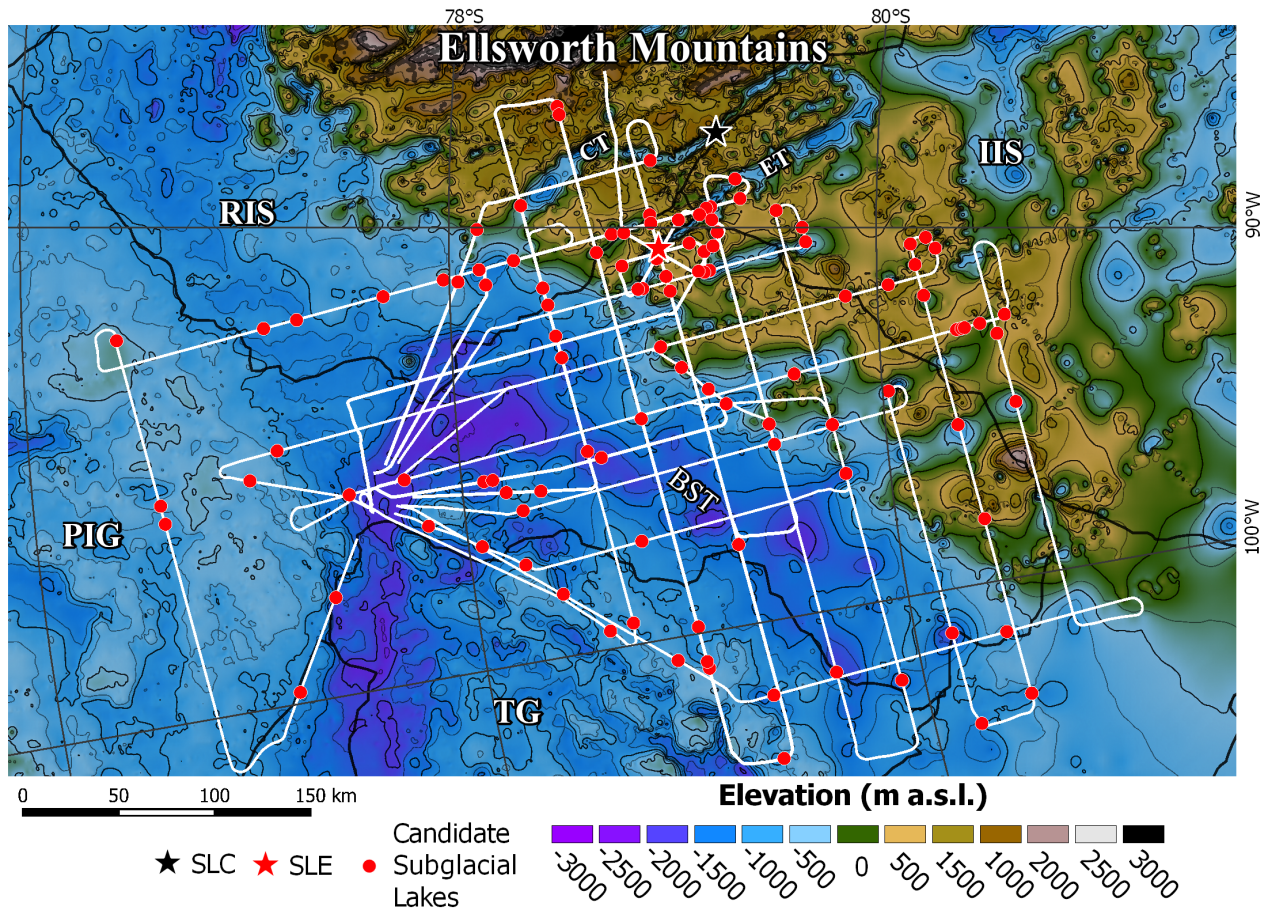 78°S
80°S
Ellsworth Mountains
CT
ET
IIS
RIS
90°W
BST
PIG
100°W
TG
0 50 100 150 km
Elevation (m a.s.l.)
SLC
SLE
Candidate
Subglacial
Lakes
-3000
-2500
-2000
-1500
-1000
-500
0
500
1500
1000
2000
2500
3000